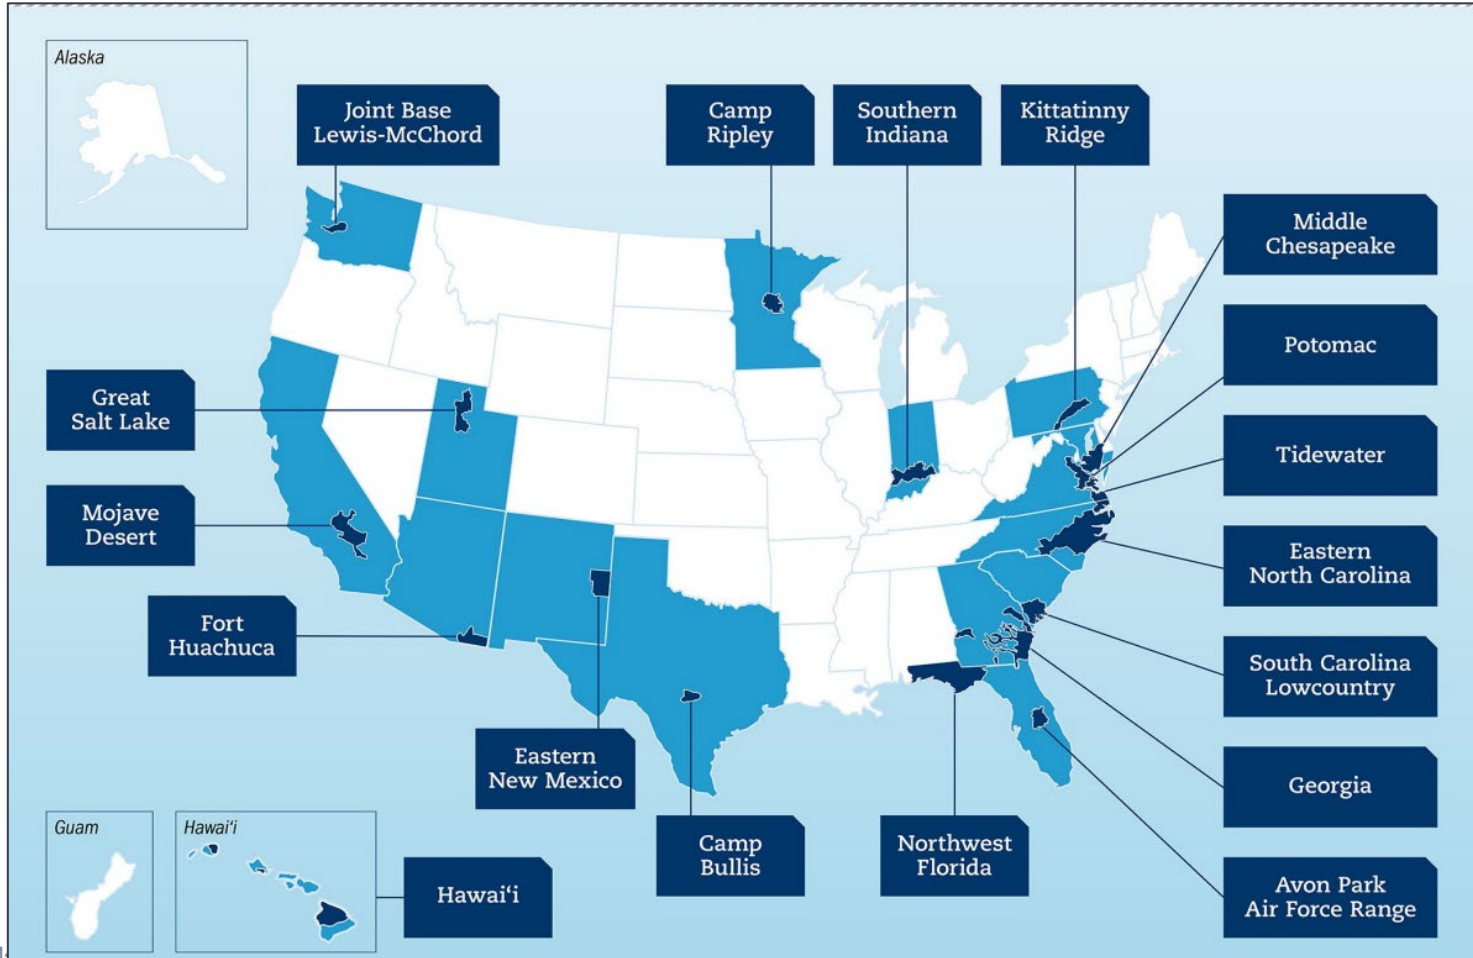 Alaska
Joint Base
Lewis-McChord
Camp
Ripley
Southern
Indiana
Kittatinny
Ridge
Middle
Chesapeake
Potomac
Great
Salt Lake
Tidewater
Mojave
Desert
Eastern
North Carolina
Fort
Huachuca
South Carolina
Lowcountry
Eastern
New Mexico
Georgia
Guam
Hawaiʻi
Camp
Bullis
Northwest
Florida
Hawaiʻi
Avon Park
Air Force Range